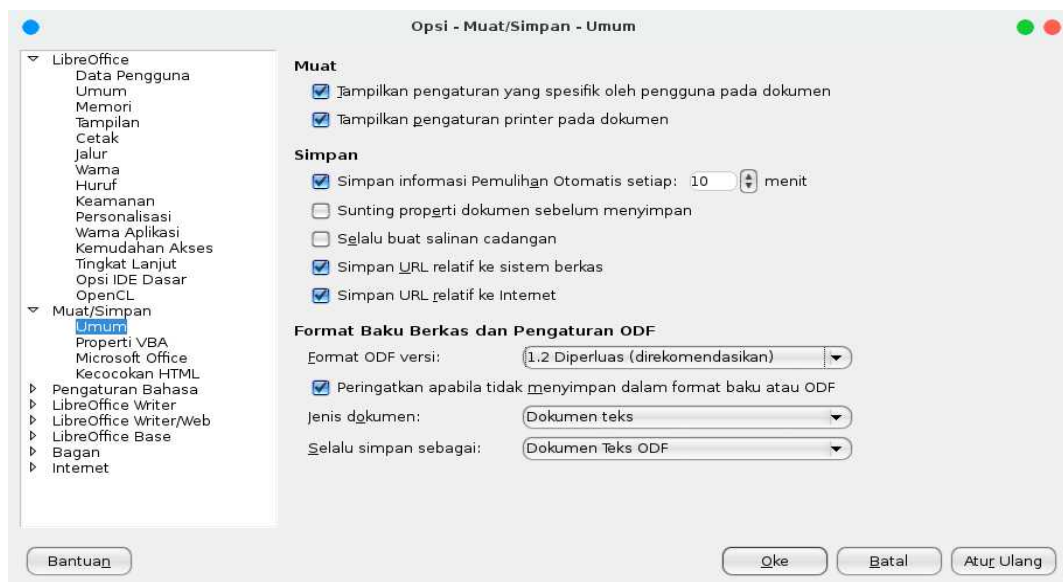 Opsi - Muat/Simpan - Umum
LibreOffice
Data Pengguna
Umum
Memori
Tampilan
Cetak
Jalur
Warna
Huruf
Keamanan
Personalisasi
Warna Aplikasi
Kemudahan Akses
Tingkat Lanjut
Opsi IDE Dasar
OpenCL
Muat/Simpan
Umum
Properti VBA
Microsoft Office
Kecocokan HTML
Pengaturan Bahasa
LibreOffice Writer
LibreOffice Writer/Web
LibreOffice Base
Bagan
Internet
Muat
Tampilkan pengaturan yang spesifik oleh pengguna pada dokumen
Tampilkan pengaturan printer pada dokumen
Simpan
Simpan informasi Pemulihan Otomatis setiap: 10 menit
Sunting properti dokumen sebelum menyimpan
Selalu buat salinan cadangan
Simpan URL relatif ke sistem berkas
Simpan URL relatif ke Internet
Format Baku Berkas dan Pengaturan ODF
Format ODF versi: 1.2 Diperluas (direkomendasikan)
Peringatkan apabila tidak menyimpan dalam format baku atau ODF
Jenis dokumen: Dokumen teks
Selalu simpan sebagai: Dokumen Teks ODF
Bantuan Oke Batal Atur Ulang